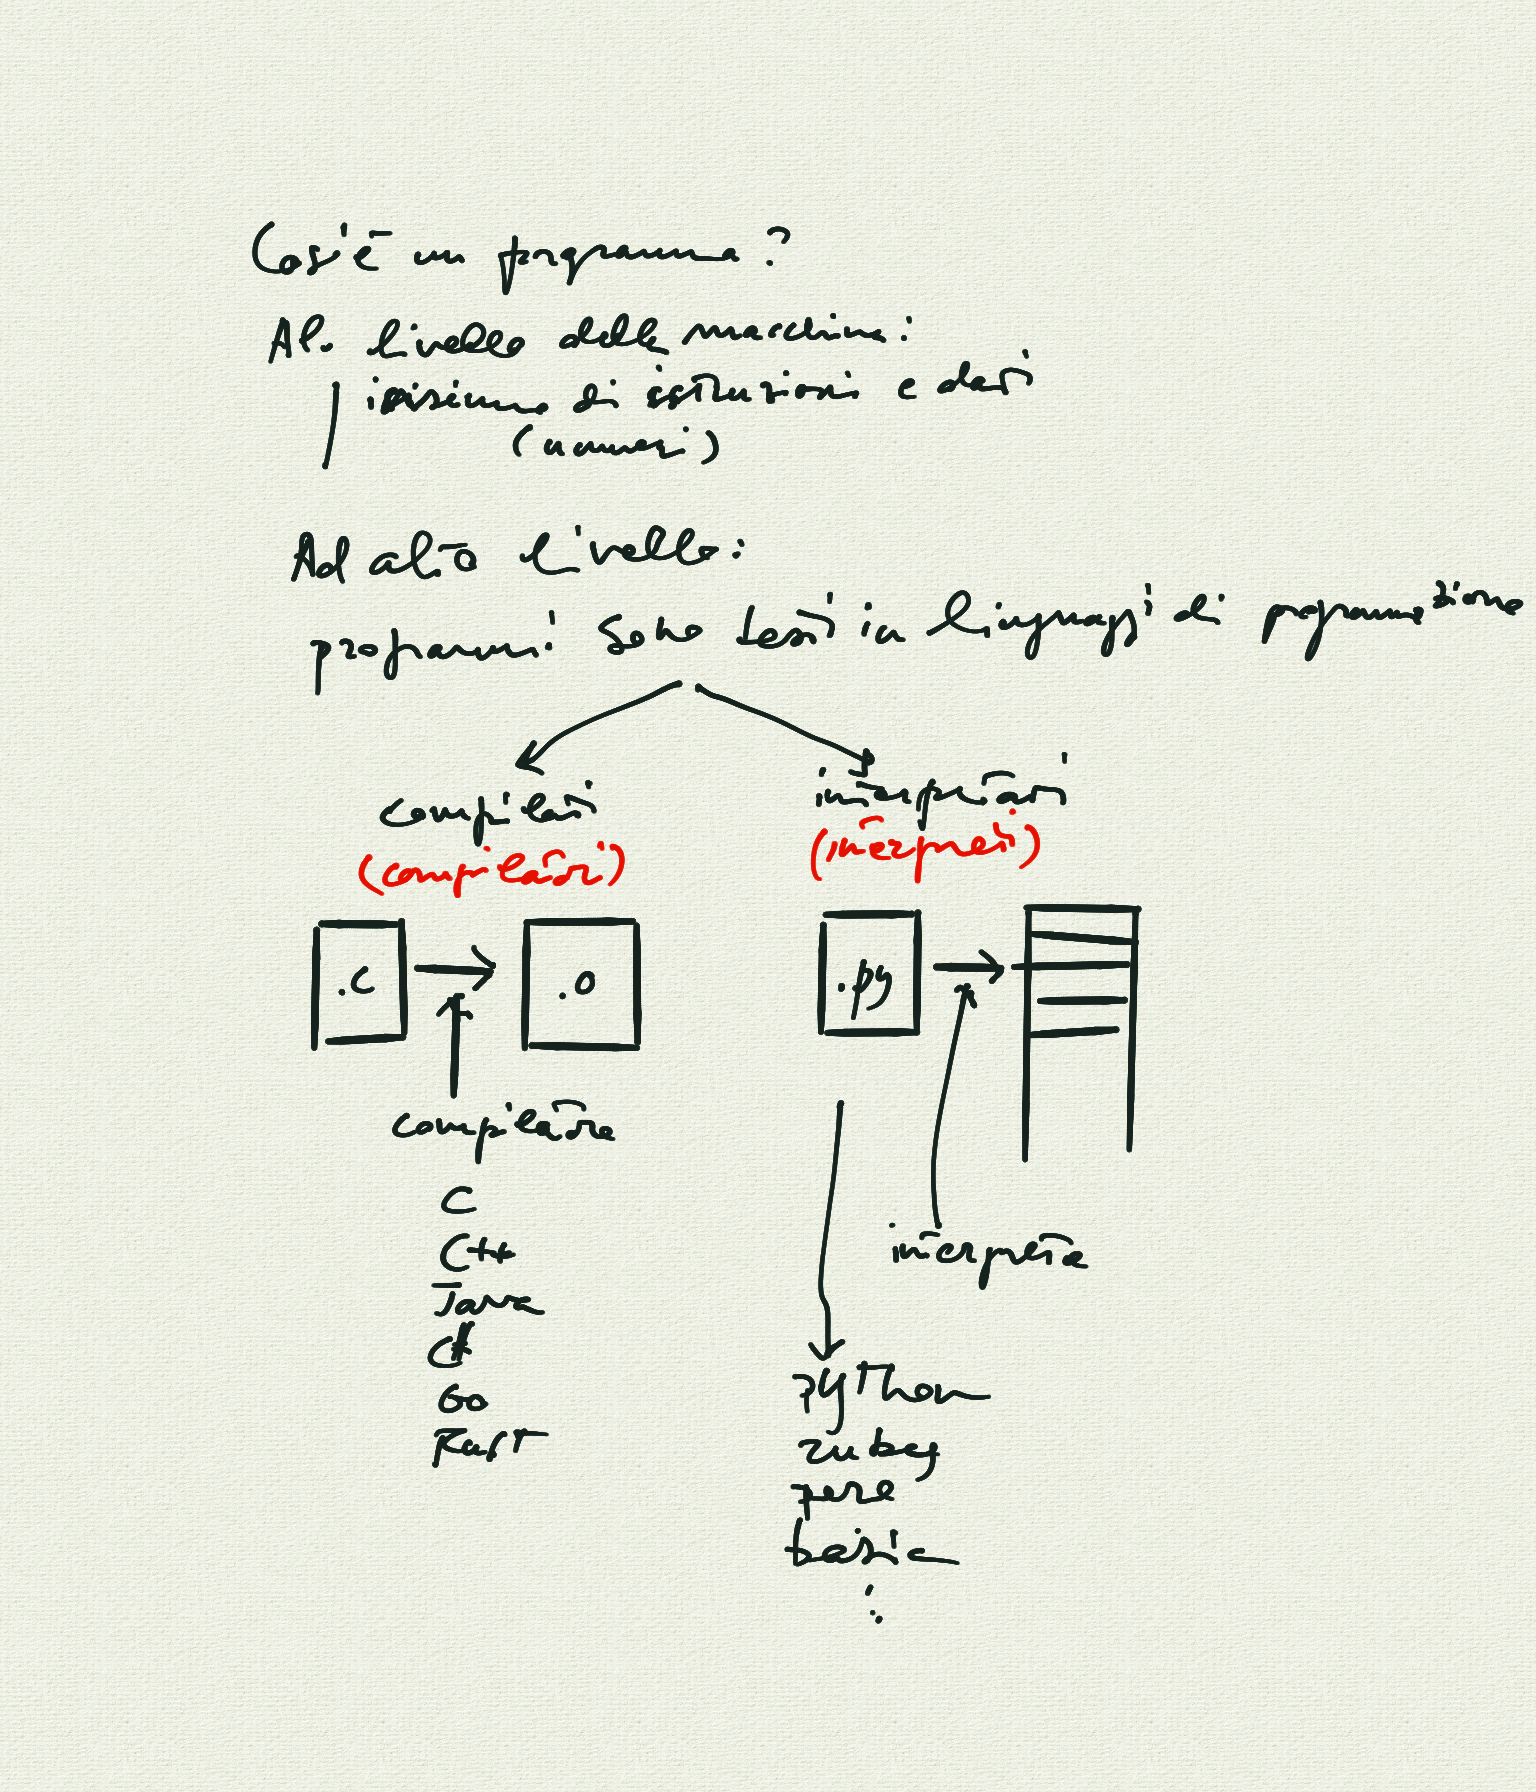 Cos'è un programma?
Al livello della macchina:
insieme di istruzioni e dati
(numeri)
Ad alto livello:
programmi sono testi in linguaggi di programmazione
compilati
interpretati
(compilatori)
(interpreti)
.c
.o
.py
compilatore
interprete
C
C++
Java
C#
Go
Rust
Python
ruby
perl
basic